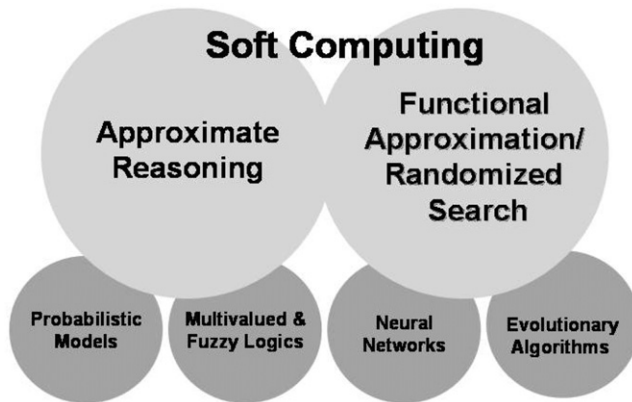 Soft Computing
Approximate
Reasoning
Functional
Approximation/
Randomized
Search
Probabilistic
Models
Multivalued &
Fuzzy Logics
Neural
Networks
Evolutionary
Algorithms